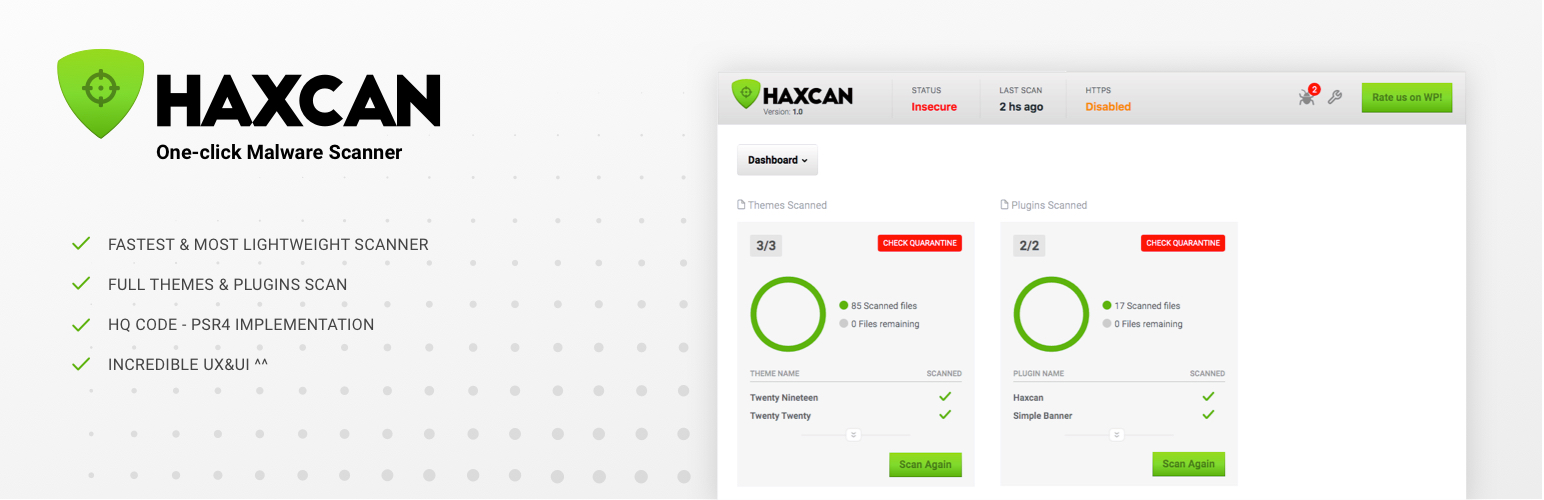 HAXCAN
One-click Malware Scanner
FASTEST & MOST LIGHTWEIGHT SCANNER
FULL THEMES & PLUGINS SCAN
HQ CODE - PSR4 IMPLEMENTATION
INCREDIBLE UX&UI ^^
HAXCAN
Version: 1.0
STATUS
Insecure
LAST SCAN
2 hs ago
HTTPS
Disabled
2
Rate us on WP!
Dashboard
Themes Scanned
3/3
CHECK QUARANTINE
85 Scanned files
0 Files remaining
THEME NAME SCANNED
Twenty Nineteen
Twenty Twenty
Scan Again
Plugins Scanned
2/2
CHECK QUARANTINE
17 Scanned files
0 Files remaining
PLUGIN NAME SCANNED
Haxcan
Simple Banner
Scan Again